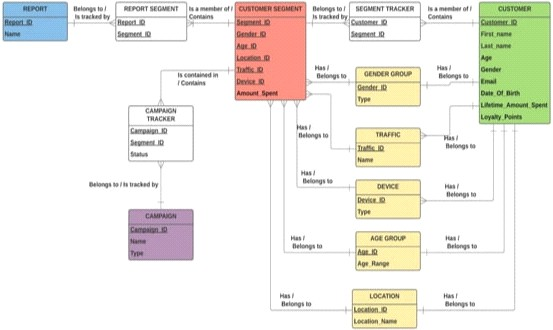 REPORT
Report_ID
Name
Belongs to /
Is tracked by
REPORT SEGMENT
Report_ID
Segment_ID
Is a member of /
Contains
CUSTOMER SEGMENT
Segment_ID
Gender_ID
Age_ID
Location_ID
Traffic_ID
Device_ID
Amount_Spent
Belongs to /
Is tracked by
SEGMENT TRACKER
Customer_ID
Segment_ID
Is a member of /
Contains
CUSTOMER
Customer_ID
First_name
Last_name
Age
Gender
Email
Date_Of_Birth
Lifetime_Amount_Spent
Loyalty_Points
Is contained in
/ Contains
CAMPAIGN
TRACKER
Campaign_ID
Segment_ID
Status
Belongs to / Is tracked by
CAMPAIGN
Campaign_ID
Name
Type
Has /
Belongs to
GENDER GROUP
Gender_ID
Type
Has /
Belongs to
Has /
Belongs to
TRAFFIC
Traffic_ID
Name
Has /
Belongs to
Has /
Belongs to
DEVICE
Device_ID
Type
Has /
Belongs to
Has /
Belongs to
AGE GROUP
Age_ID
Age_Range
Has /
Belongs to
Has /
Belongs to
LOCATION
Location_ID
Location_Name
Has /
Belongs to